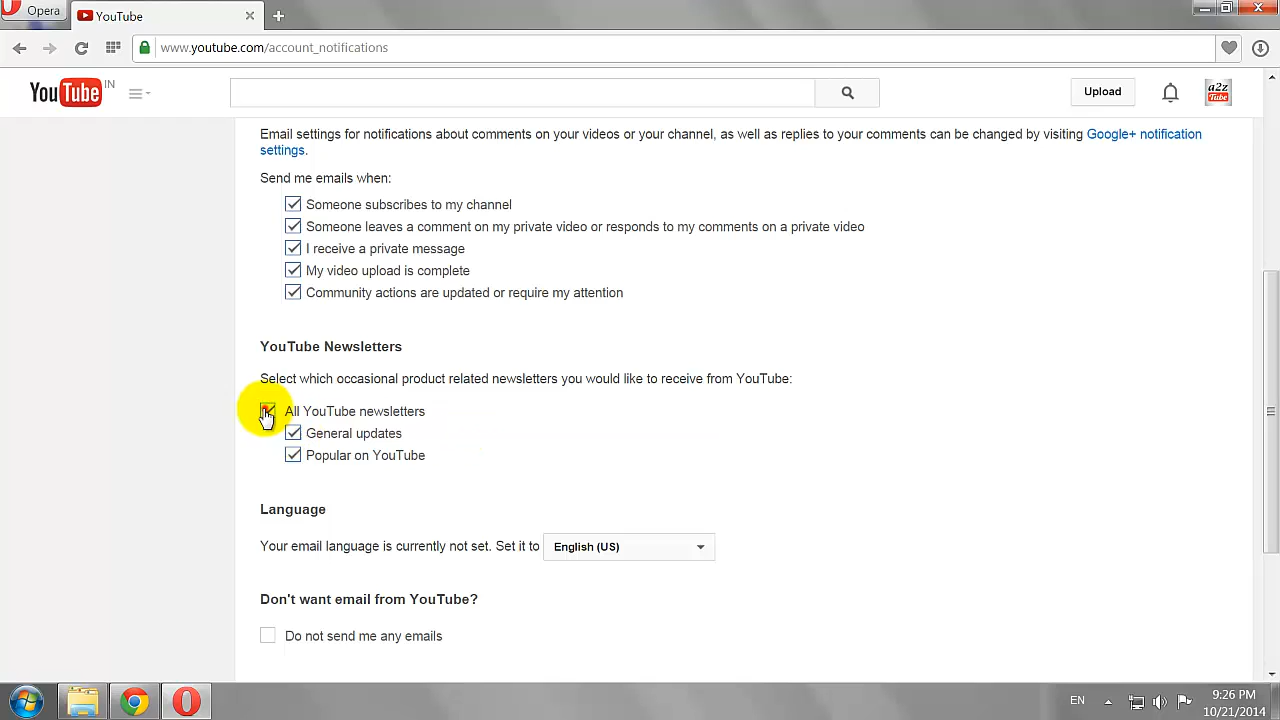 Opera
YouTube
www.youtube.com/account_notifications
YouTube IN
Upload
a2z
Tube
Email settings for notifications about comments on your videos or your channel, as well as replies to your comments can be changed by visiting Google+ notification
settings.
Send me emails when:
Someone subscribes to my channel
Someone leaves a comment on my private video or responds to my comments on a private video
I receive a private message
My video upload is complete
Community actions are updated or require my attention
YouTube Newsletters
Select which occasional product related newsletters you would like to receive from YouTube:
All YouTube newsletters
General updates
Popular on YouTube
Language
Your email language is currently not set. Set it to English (US)
Don't want email from YouTube?
Do not send me any emails
EN
9:26 PM
10/21/2014